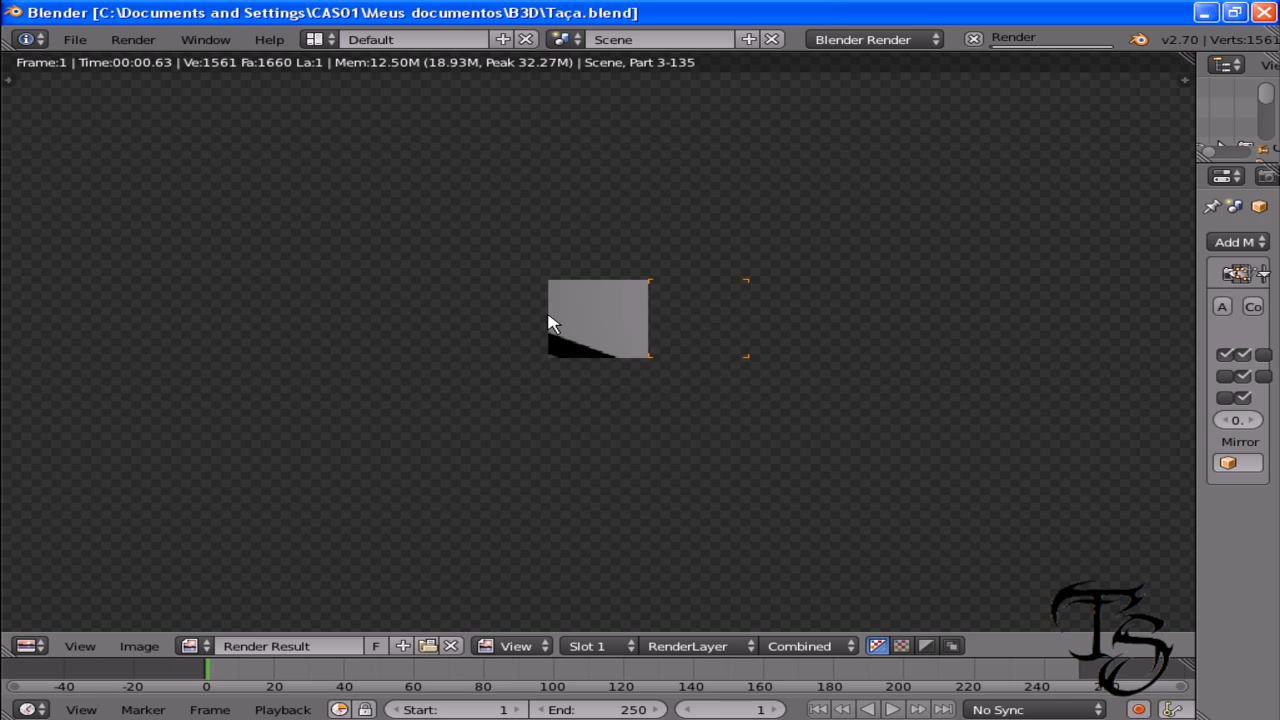 Blender [C:\Documents and Settings\CAS01\Meus documentos\B3D\Taça.blend]
File Render Window Help Default Scene Blender Render Render v2.70 | Verts:1561
Frame:1 | Time:00:00.63 | Ve:1561 Fa:1660 La:1 | Mem:12.50M (18.93M, Peak 32.27M) | Scene, Part 3-135
Vie
Add M
A Co
0.
Mirror
View Image Render Result F View Slot 1 RenderLayer Combined
-40 -20 0 20 40 60 80 100 120 140 160 180 200 220 240
View Marker Frame Playback Start: 1 End: 250 1 No Sync
TS